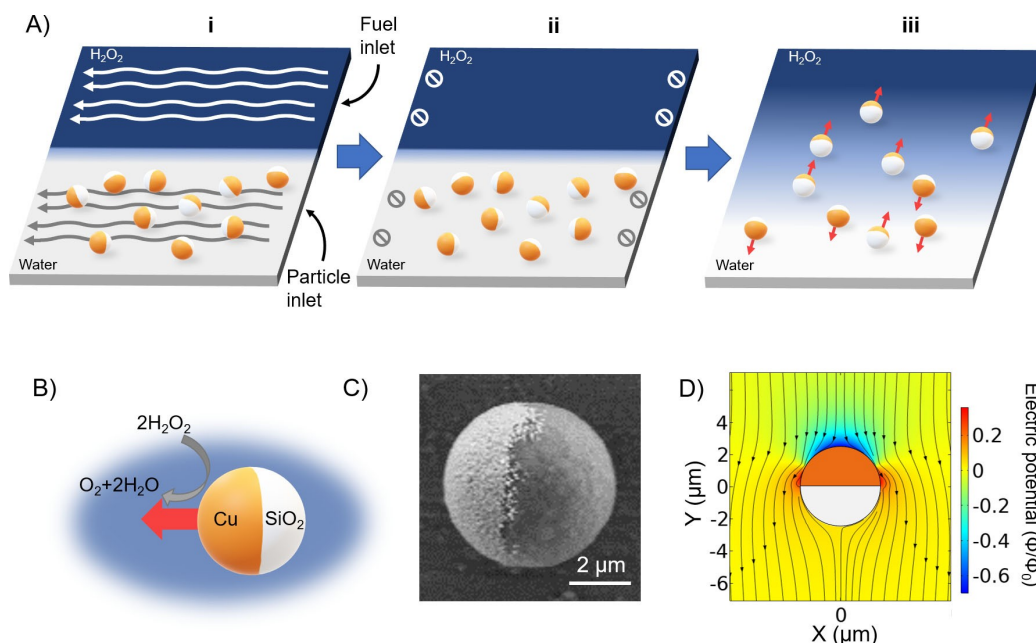 A)
i
ii
iii
Fuel
inlet
H₂O₂
H₂O₂
H₂O₂
Particle
inlet
Water
Water
Water
B)
2H₂O₂
O₂+2H₂O
Cu
SiO₂
C)
2 µm
D)
4
2
0
-2
-4
-6
Y (µm)
0
X (µm)
0.2
0
-0.2
-0.4
-0.6
Electric potential (Φ/Φ₀)